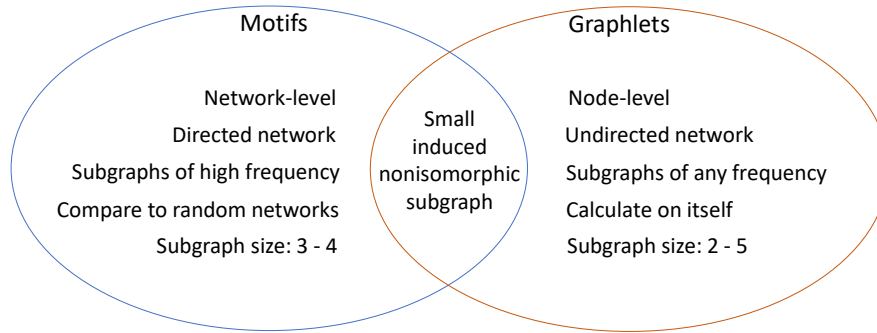 Motifs
Network-level
Directed network
Subgraphs of high frequency
Compare to random networks
Subgraph size: 3 - 4
Small
induced
nonisomorphic
subgraph
Graphlets
Node-level
Undirected network
Subgraphs of any frequency
Calculate on itself
Subgraph size: 2 - 5